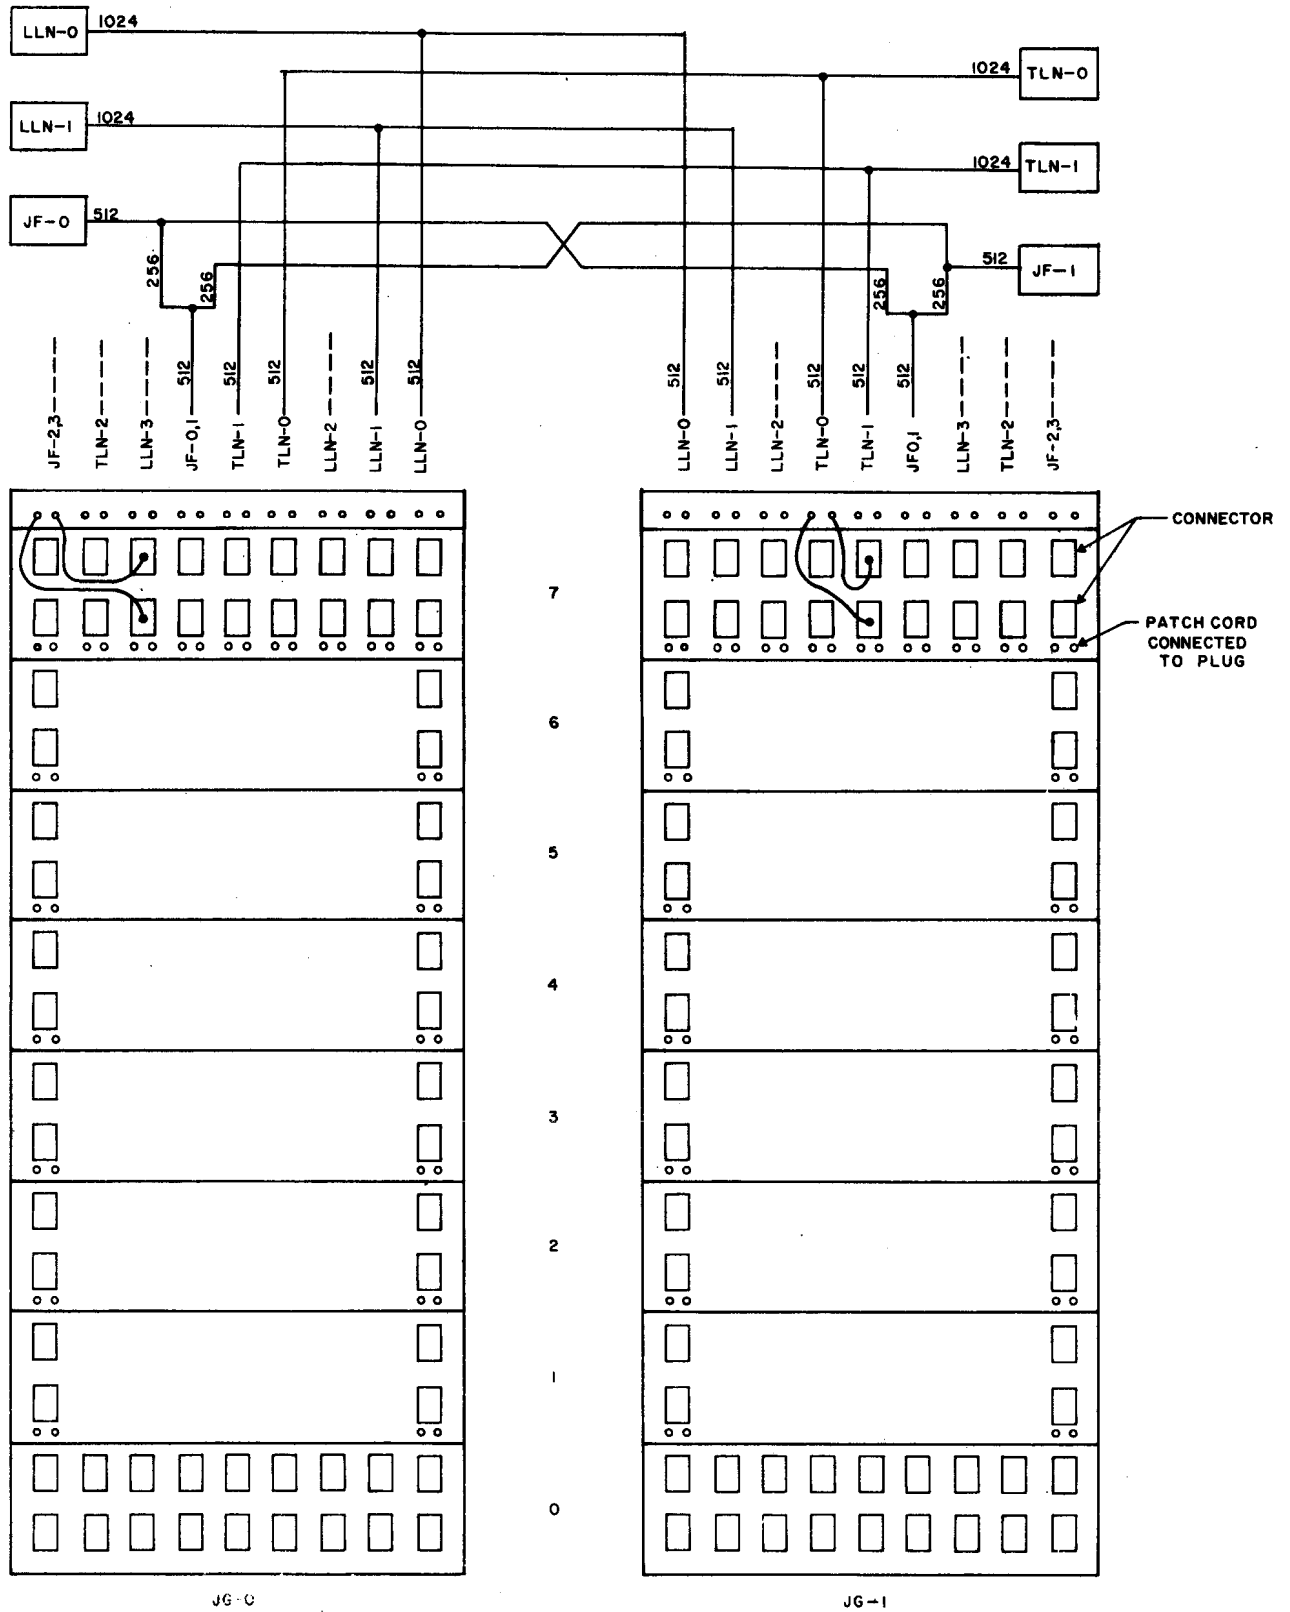 LLN-0
1024
1024
TLN-0
LLN-1
1024
1024
TLN-1
JF-0
512
512
JF-1
256
256
256
256
512
512
512
512
512
512
512
512
512
512
JF-2,3
TLN-2
LLN-3
JF-0,1
TLN-1
TLN-0
LLN-2
LLN-1
LLN-0
LLN-0
LLN-1
LLN-2
TLN-0
TLN-1
JF0,1
LLN-3
TLN-2
JF-2,3
CONNECTOR
7
PATCH CORD
CONNECTED
TO PLUG
6
5
4
3
2
1
0
JG-0
JG-1